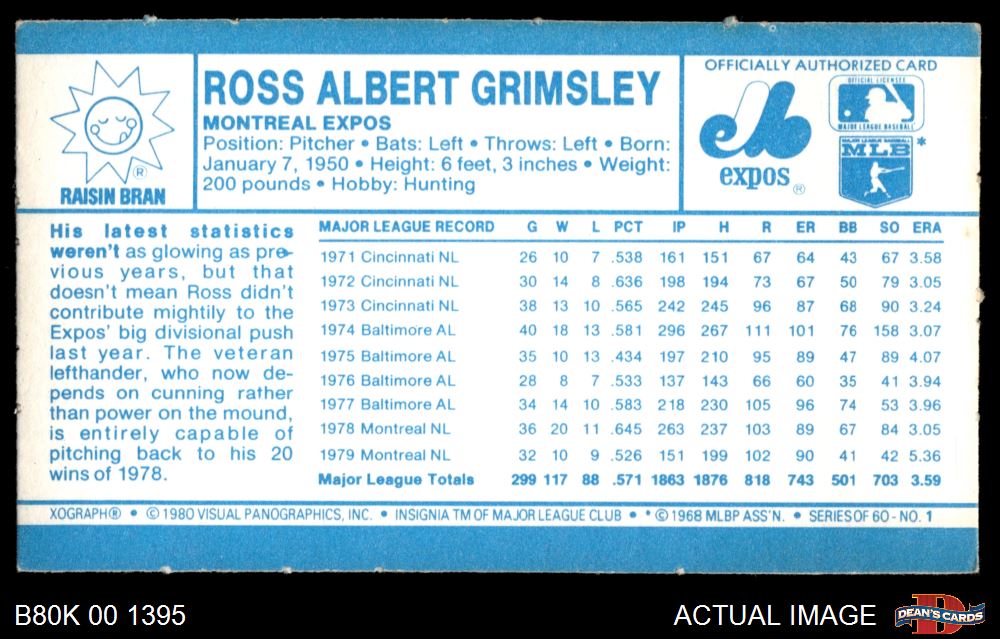 RAISIN BRAN
®
ROSS ALBERT GRIMSLEY
MONTREAL EXPOS
Position: Pitcher • Bats: Left • Throws: Left • Born:
January 7, 1950 • Height: 6 feet, 3 inches • Weight:
200 pounds • Hobby: Hunting
OFFICIALLY AUTHORIZED CARD
expos ®
OFFICIAL LICENSEE
MAJOR LEAGUE BASEBALL
MAJOR LEAGUE BASEBALL
MLB *
His latest statistics
weren't as glowing as pre-
vious years, but that
doesn't mean Ross didn't
contribute mightily to the
Expos' big divisional push
last year. The veteran
lefthander, who now de-
pends on cunning rather
than power on the mound,
is entirely capable of
pitching back to his 20
wins of 1978.
MAJOR LEAGUE RECORD G W L PCT IP H R ER BB SO ERA
1971 Cincinnati NL 26 10 7 .538 161 151 67 64 43 67 3.58
1972 Cincinnati NL 30 14 8 .636 198 194 73 67 50 79 3.05
1973 Cincinnati NL 38 13 10 .565 242 245 96 87 68 90 3.24
1974 Baltimore AL 40 18 13 .581 296 267 111 101 76 158 3.07
1975 Baltimore AL 35 10 13 .434 197 210 95 89 47 89 4.07
1976 Baltimore AL 28 8 7 .533 137 143 66 60 35 41 3.94
1977 Baltimore AL 34 14 10 .583 218 230 105 96 74 53 3.96
1978 Montreal NL 36 20 11 .645 263 237 103 89 67 84 3.05
1979 Montreal NL 32 10 9 .526 151 199 102 90 41 42 5.36
Major League Totals 299 117 88 .571 1863 1876 818 743 501 703 3.59
XOGRAPH® • © 1980 VISUAL PANOGRAPHICS, INC. • INSIGNIA TM OF MAJOR LEAGUE CLUB • * © 1968 MLBP ASS'N. • SERIES OF 60 - NO. 1
B80K 00 1395
ACTUAL IMAGE
DEAN'S CARDS